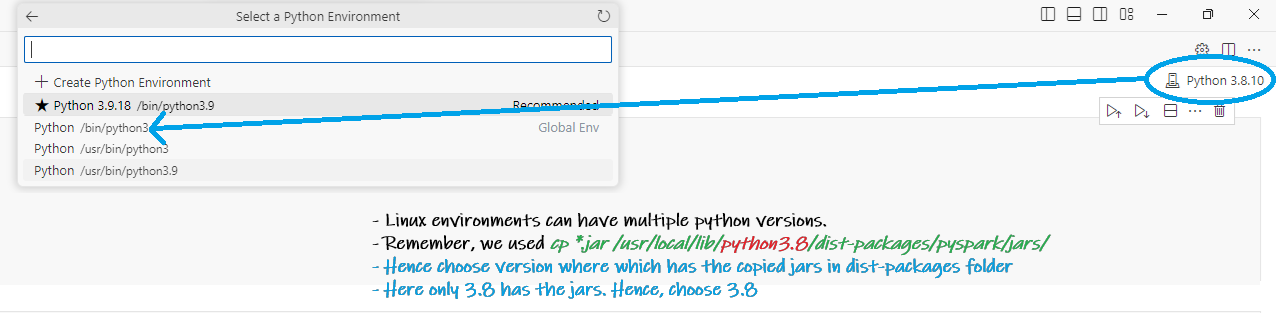 Select a Python Environment
Python 3.8.10
Create Python Environment
Python 3.9.18 /bin/python3.9 Recommended
Python /bin/python3 Global Env
Python /usr/bin/python3
Python /usr/bin/python3.9
- Linux environments can have multiple python versions.
- Remember, we used cp *.jar /usr/local/lib/python3.8/dist-packages/pyspark/jars/
- Hence choose version where which has the copied jars in dist-packages folder
- Here only 3.8 has the jars. Hence, choose 3.8